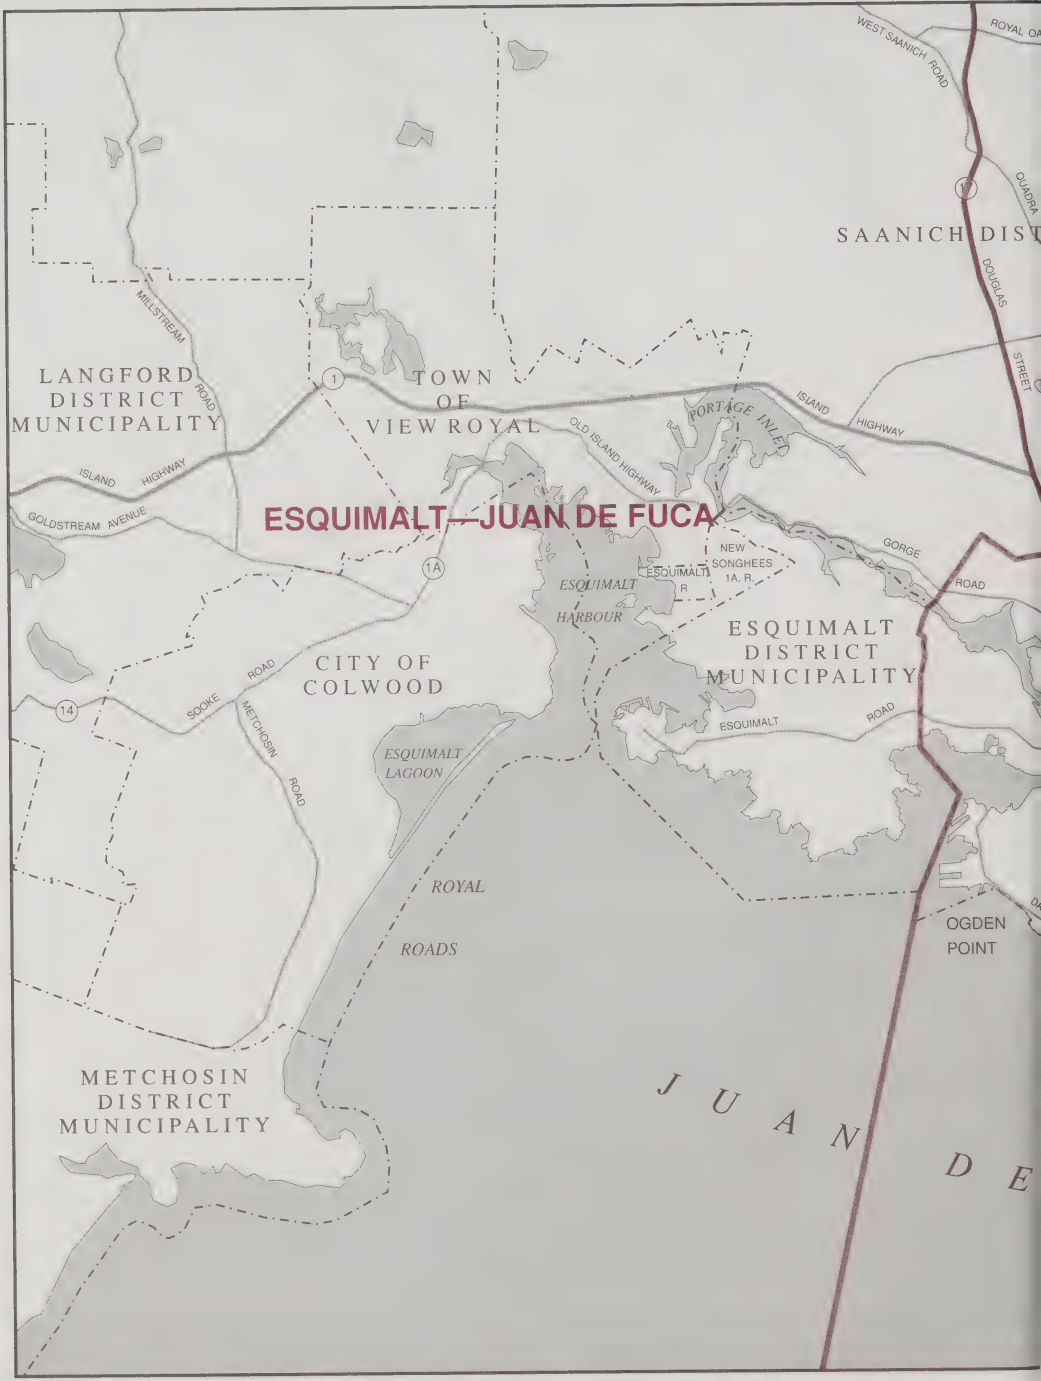 WEST SAANICH ROAD
ROYAL OA
17
QUADRA
SAANICH DIST
DOUGLAS
STREET
MILLSTREAM
ROAD
LANGFORD
DISTRICT
MUNICIPALITY
1
TOWN
OF
VIEW ROYAL
PORTAGE INLET
ISLAND
HIGHWAY
OLD ISLAND HIGHWAY
ISLAND
HIGHWAY
GOLDSTREAM AVENUE
ESQUIMALT—JUAN DE FUCA
1A
NEW
SONGHEES
1A, R.
ESQUIMALT
R
GORGE
ROAD
ESQUIMALT
HARBOUR
ESQUIMALT
DISTRICT
MUNICIPALITY
CITY OF
COLWOOD
14
SOOKE
ROAD
METCHOSIN
ROAD
ESQUIMALT
ROAD
ESQUIMALT
LAGOON
ROYAL
ROADS
DA
OGDEN
POINT
METCHOSIN
DISTRICT
MUNICIPALITY
JUAN DE